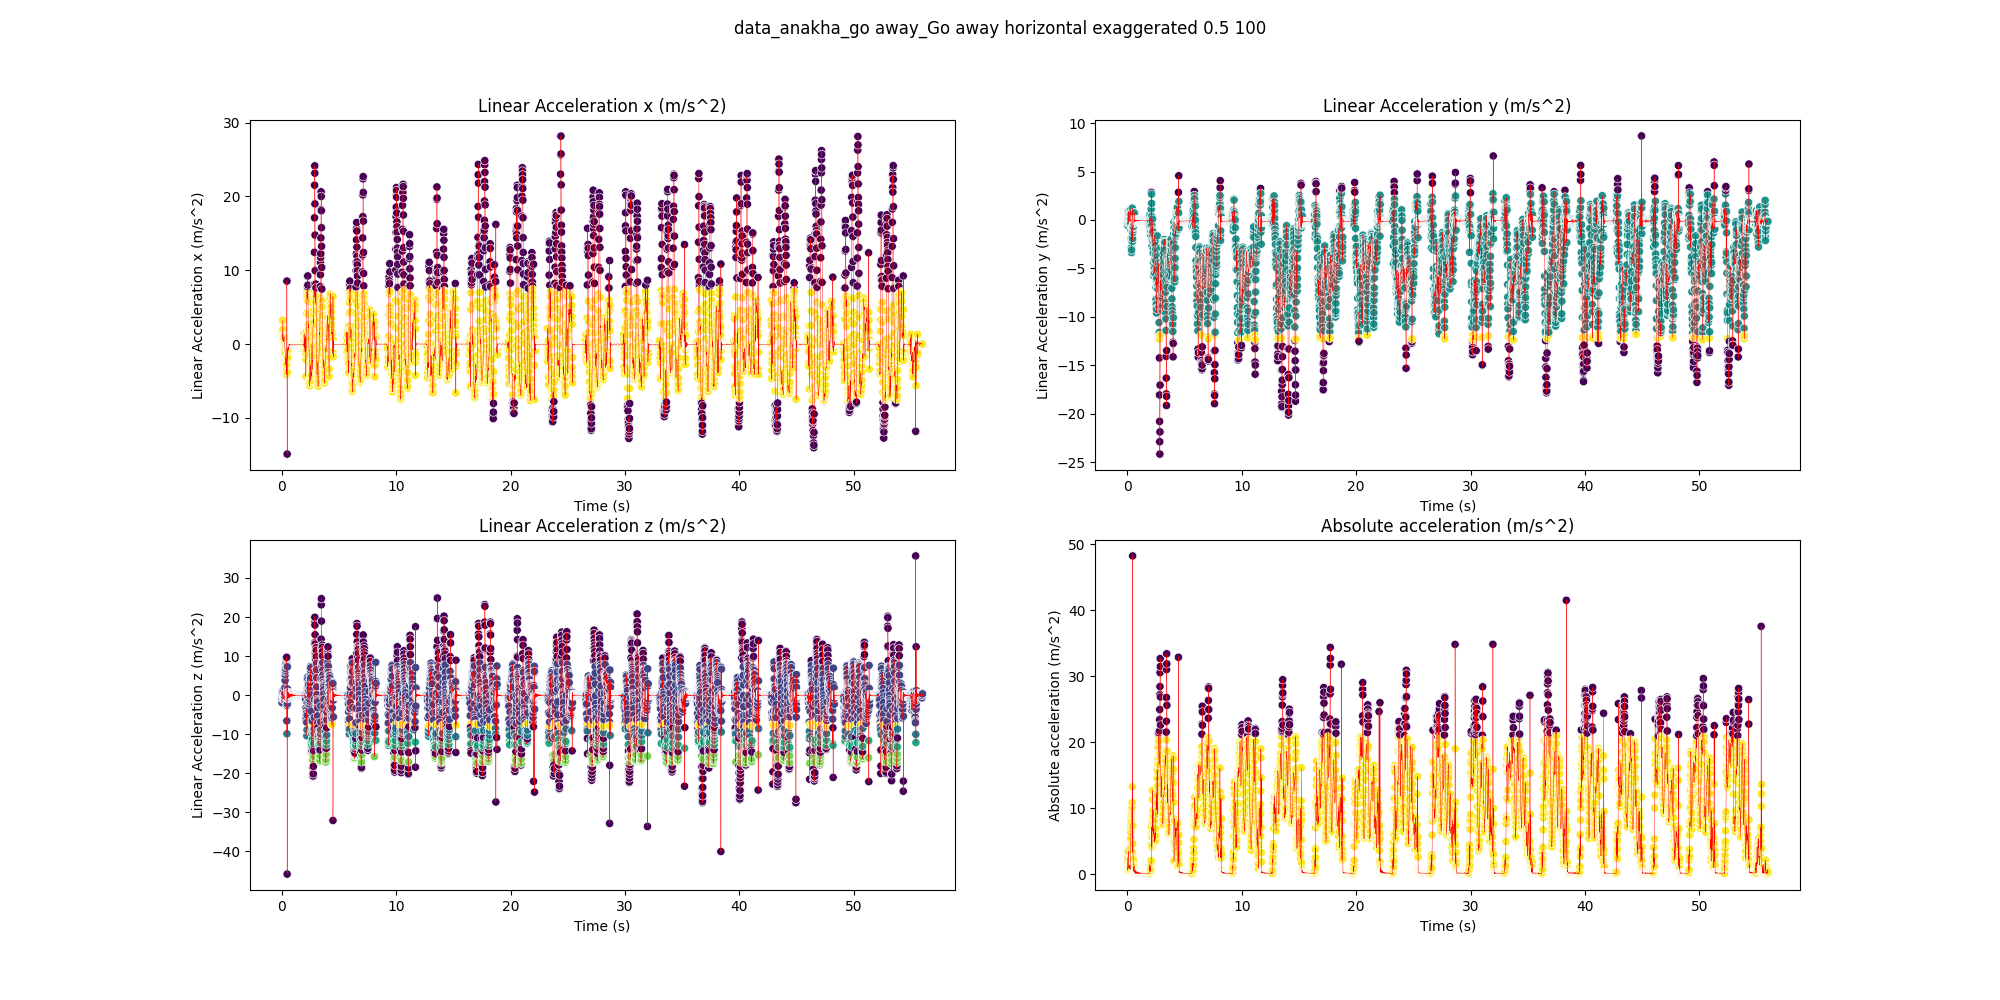 data_anakha_go away_Go away horizontal exaggerated 0.5 100
Linear Acceleration x (m/s^2)
Linear Acceleration x (m/s^2)
30
20
10
0
−10
0 10 20 30 40 50
Time (s)
Linear Acceleration y (m/s^2)
Linear Acceleration y (m/s^2)
10
5
0
−5
−10
−15
−20
−25
0 10 20 30 40 50
Time (s)
Linear Acceleration z (m/s^2)
Linear Acceleration z (m/s^2)
30
20
10
0
−10
−20
−30
−40
0 10 20 30 40 50
Time (s)
Absolute acceleration (m/s^2)
Absolute acceleration (m/s^2)
50
40
30
20
10
0
0 10 20 30 40 50
Time (s)